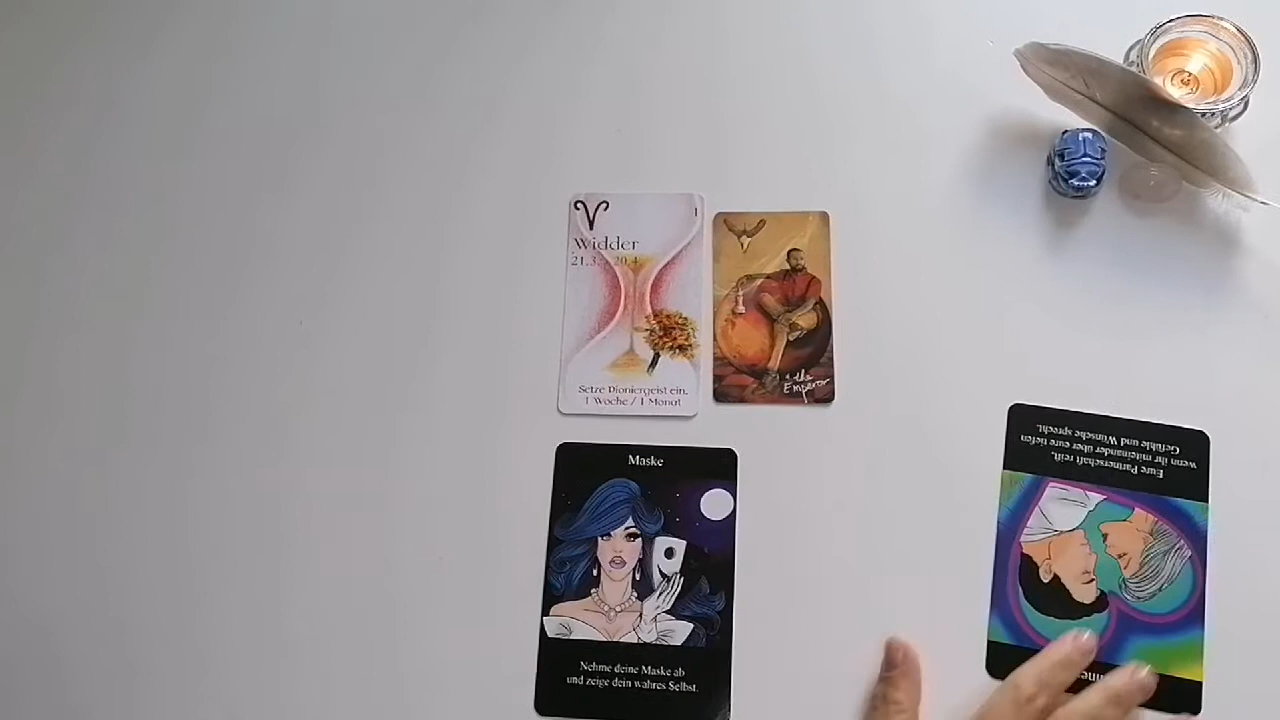 1
Widder
21.3. - 20.4.
Setze Pioniergeist ein.
1 Woche / 1 Monat
the
Emperor
Maske
Nehme deine Maske ab
und zeige dein wahres Selbst.
Eure Partnerschaft reift,
wenn ihr miteinander über eure tiefen
Gefühle und Wünsche sprecht.